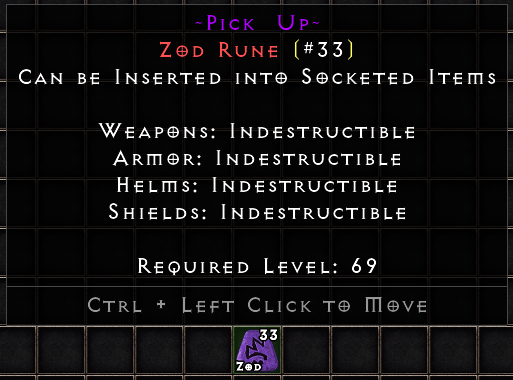 ~Pick Up~
Zod Rune (#33)
Can be Inserted into Socketed Items
Weapons: Indestructible
Armor: Indestructible
Helms: Indestructible
Shields: Indestructible
Required Level: 69
Ctrl + Left Click to Move
33
Zod